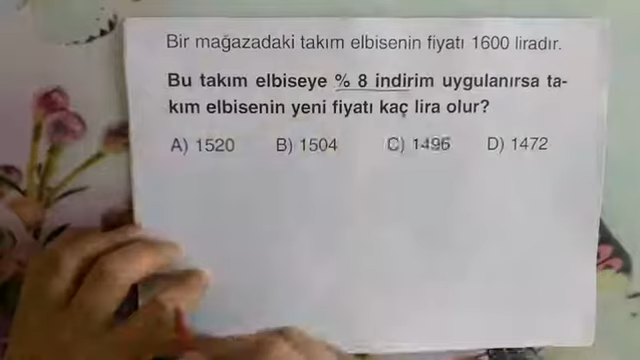 Bir mağazadaki takım elbisenin fiyatı 1600 liradır.
Bu takım elbiseye % 8 indirim uygulanırsa ta-
kım elbisenin yeni fiyatı kaç lira olur?
A) 1520 B) 1504 C) 1496 D) 1472